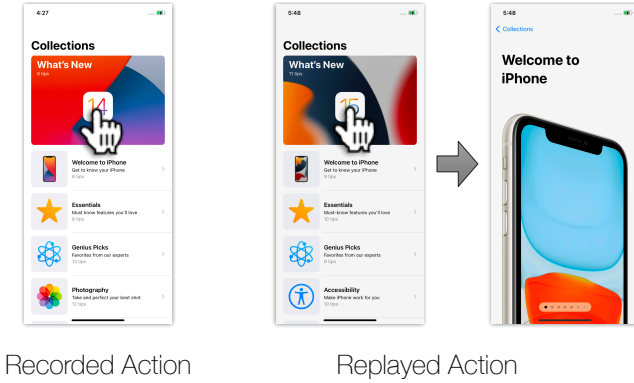 4:27
Collections
What's New
9 tips
14
Welcome to iPhone
Get to know your iPhone
9 tips
Essentials
Must know features you'll love
9 tips
Genius Picks
Favorites from our experts
13 tips
Photography
Take and perfect your best shot
12 tips
Recorded Action
5:48
Collections
What's New
11 tips
15
Welcome to iPhone
Get to know your iPhone
9 tips
Essentials
Must-know features you'll love
10 tips
Genius Picks
Favorites from our experts
9 tips
Accessibility
Make iPhone work for you
10 tips
5:48
Collections
Welcome to
iPhone
Replayed Action